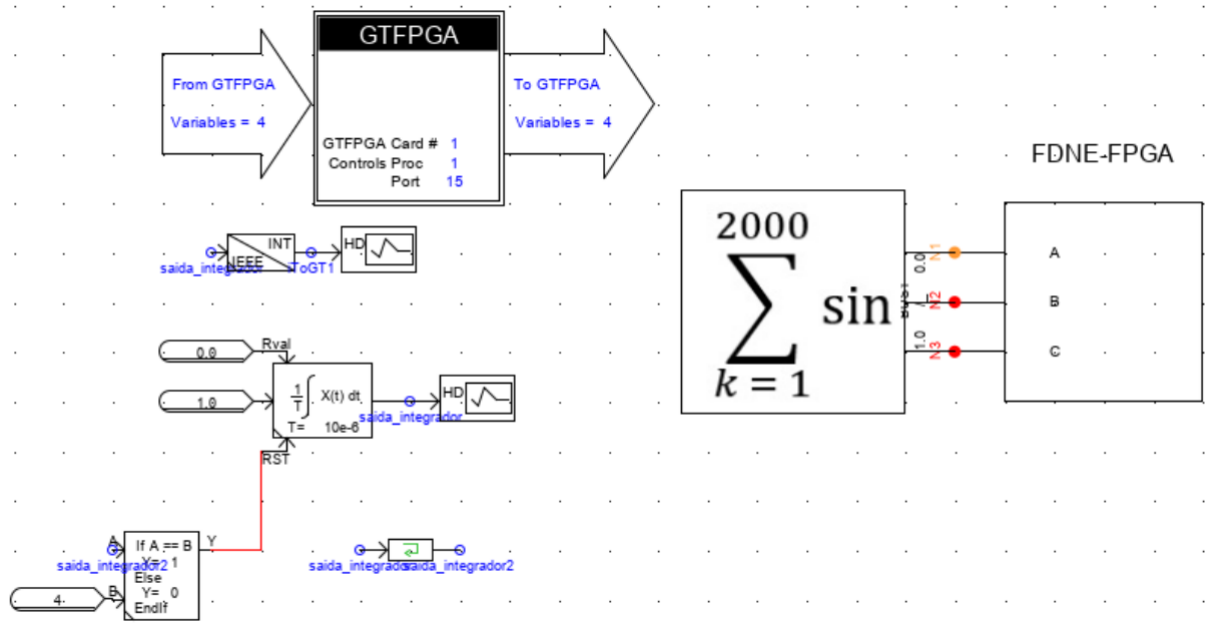 GTFPGA
From GTFPGA
Variables = 4
To GTFPGA
Variables = 4
GTFPGA Card # 1
Controls Proc 1
Port 15
FDNE-FPGA
INT
IEEE
HD
saida_integrador
iToGT1
2000
∑ sin
k = 1
0.0
N1
N2
1.0
N3
A
B
C
0.0
Rval
1.0
1/T ∫ X(t) dt
T= 10e-6
HD
saida_integrador
RST
A
If A == B
Y= 1
Else
Y= 0
EndIf
Y
saida_integrador2
4
B
saida_integrador
saida_integrador2